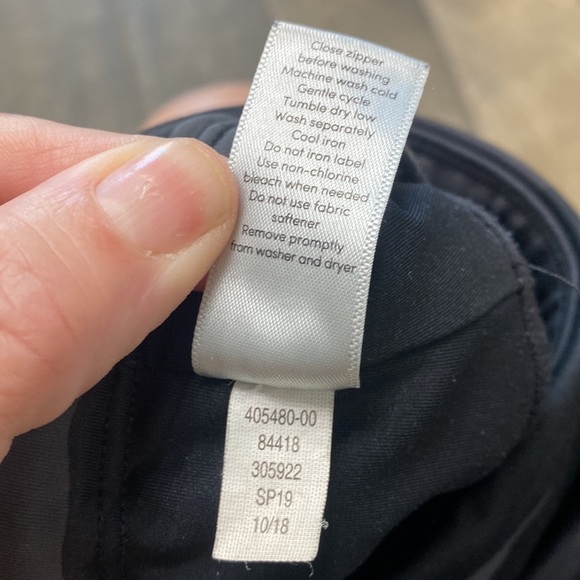 Close zipper
before washing
Machine wash cold
Gentle cycle
Tumble dry low
Wash separately
Cool iron
Do not iron label
Use non-chlorine
bleach when needed
Do not use fabric
softener
Remove promptly
from washer and dryer
405480-00
84418
305922
SP19
10/18